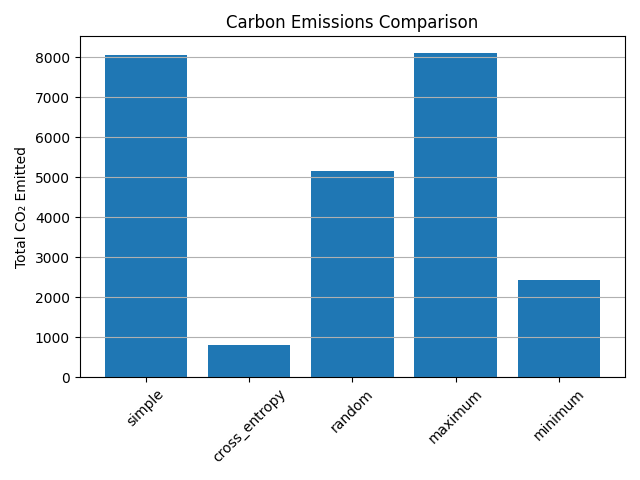 Carbon Emissions Comparison
Total CO₂ Emitted
8000
7000
6000
5000
4000
3000
2000
1000
0
simple
cross_entropy
random
maximum
minimum